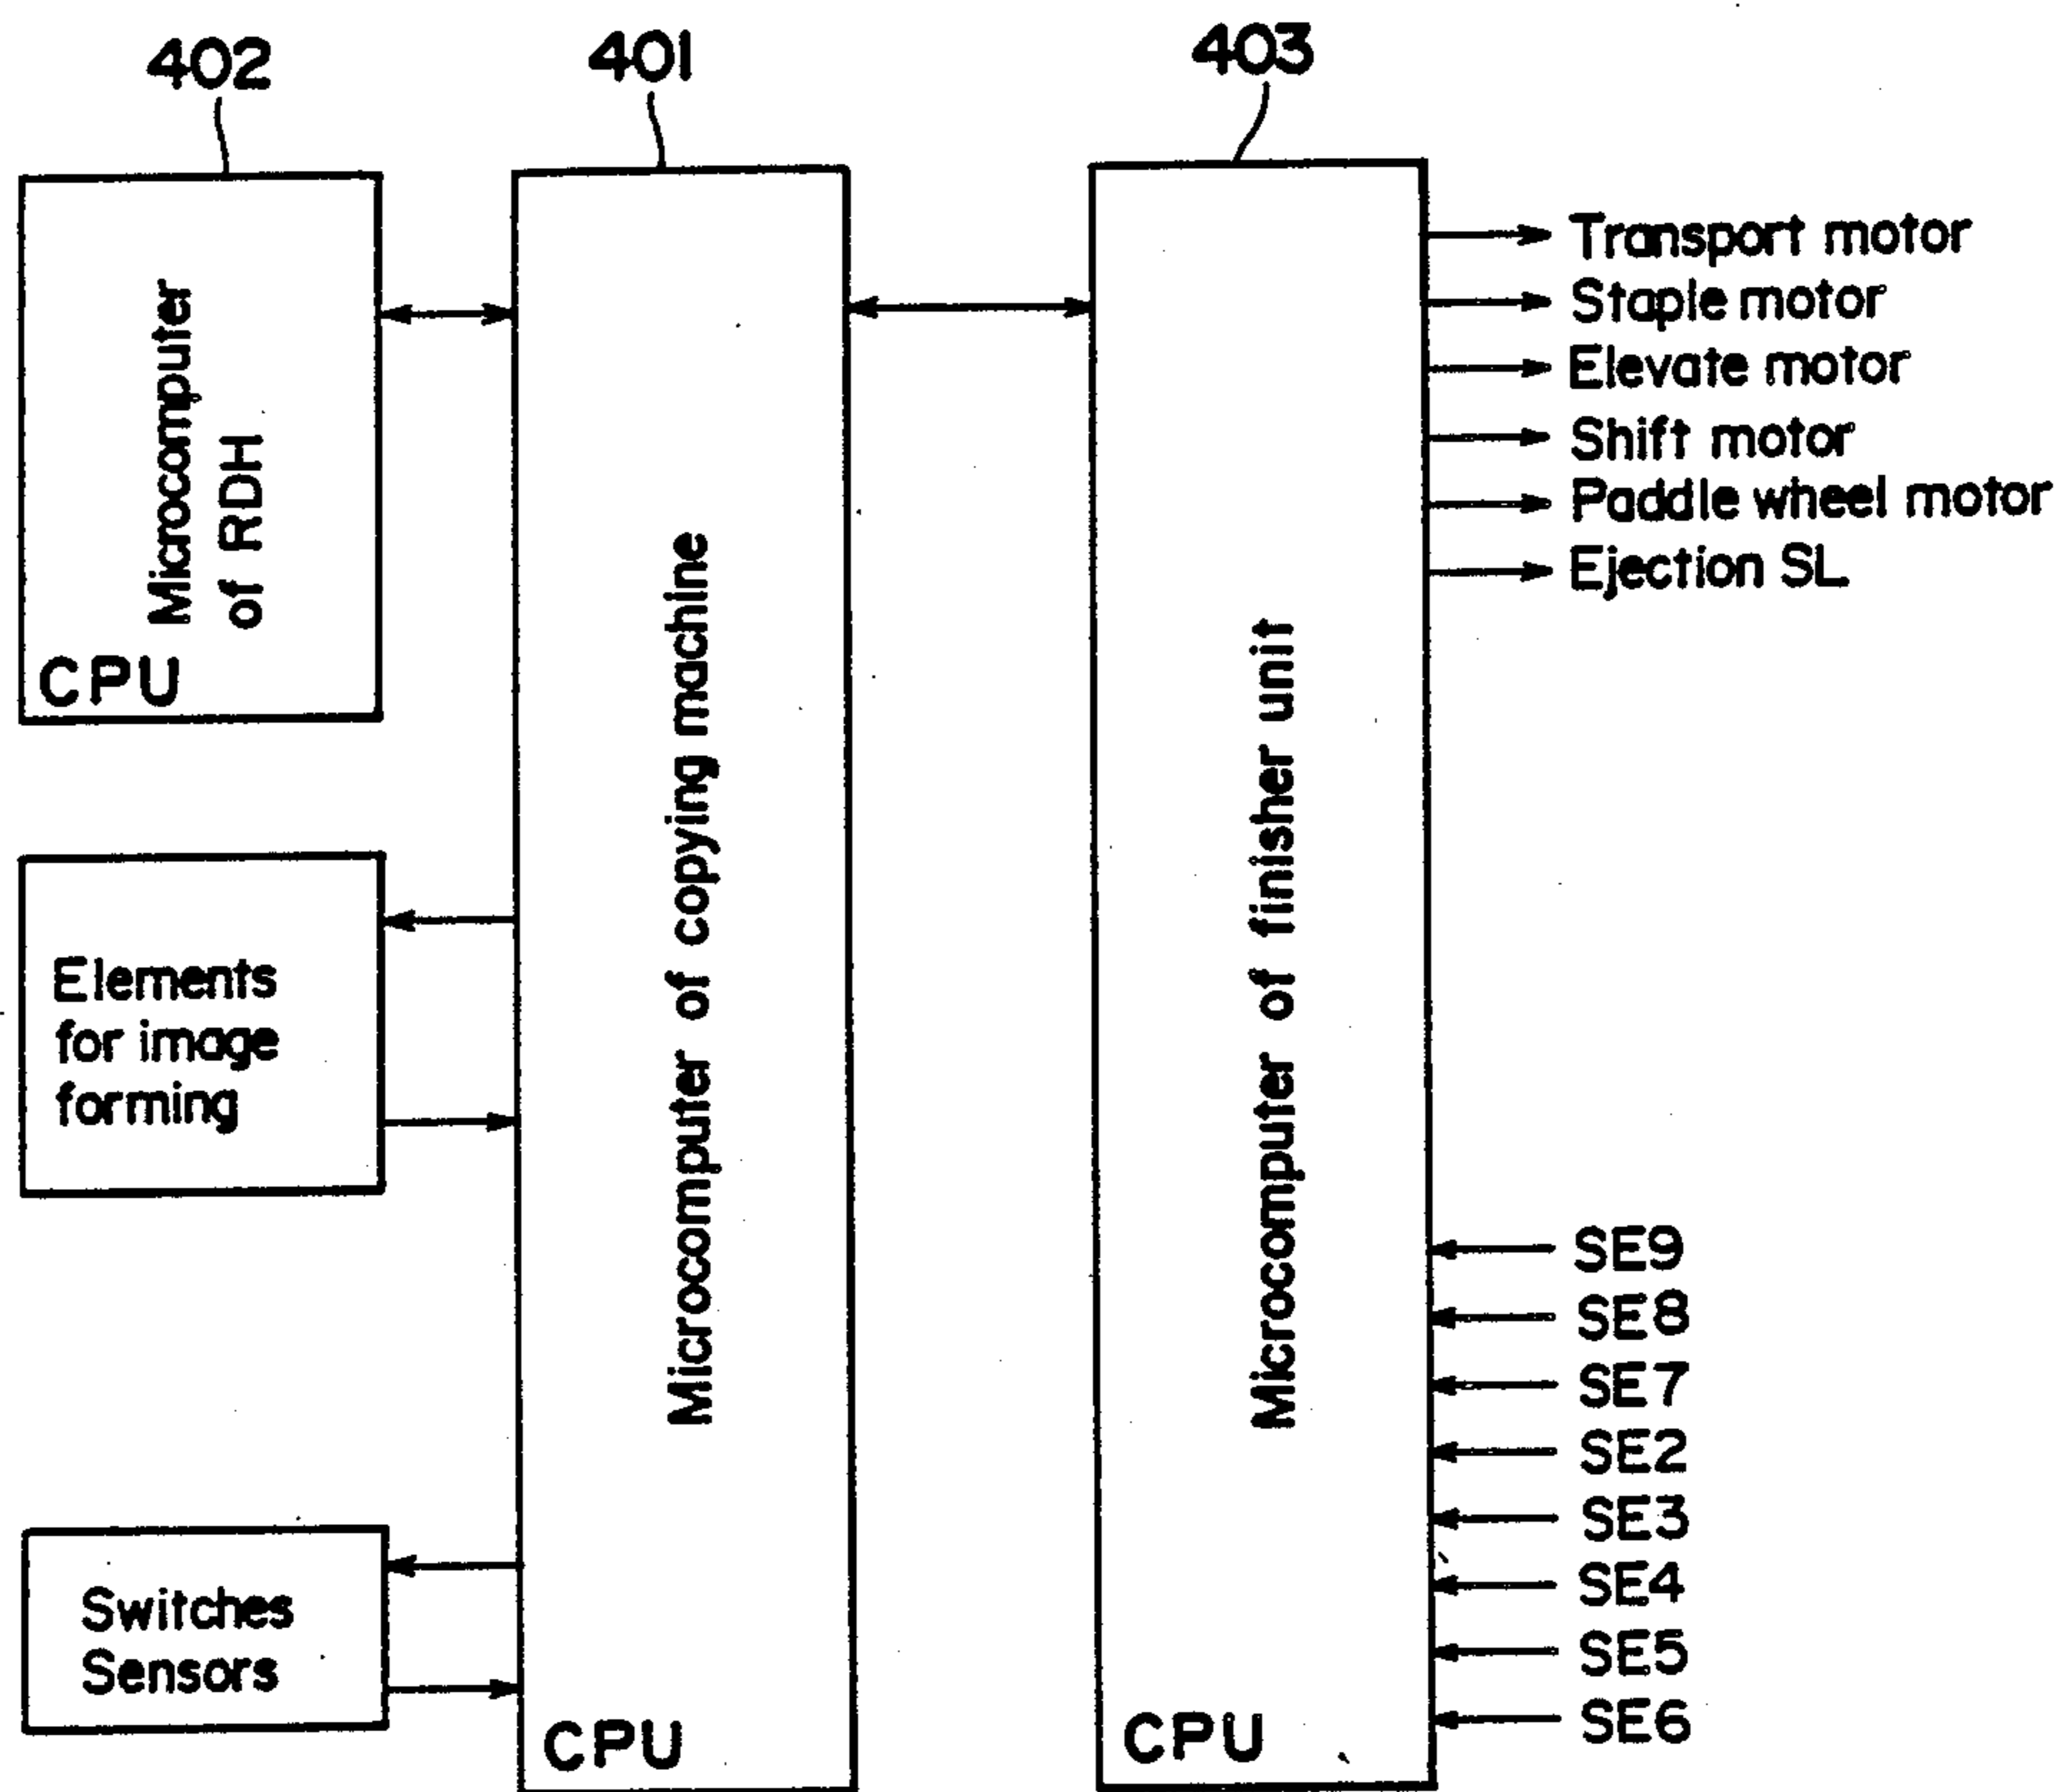 402
401
403
Microcomputer
of RDH
CPU
Elements
for image
forming
Switches
Sensors
Microcomputer of copying machine
CPU
Microcomputer of finisher unit
CPU
Transport motor
Staple motor
Elevate motor
Shift motor
Paddle wheel motor
Ejection SL
SE9
SE8
SE7
SE2
SE3
SE4
SE5
SE6